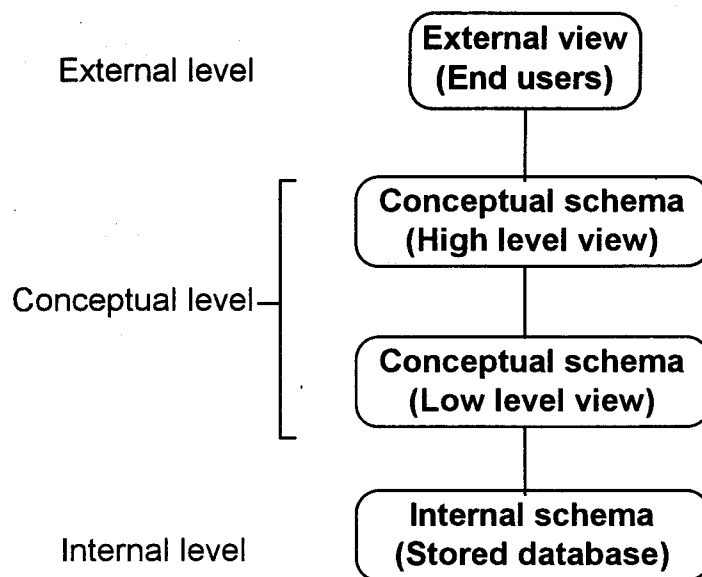 External level
External view
(End users)
Conceptual level
Conceptual schema
(High level view)
Conceptual schema
(Low level view)
Internal level
Internal schema
(Stored database)